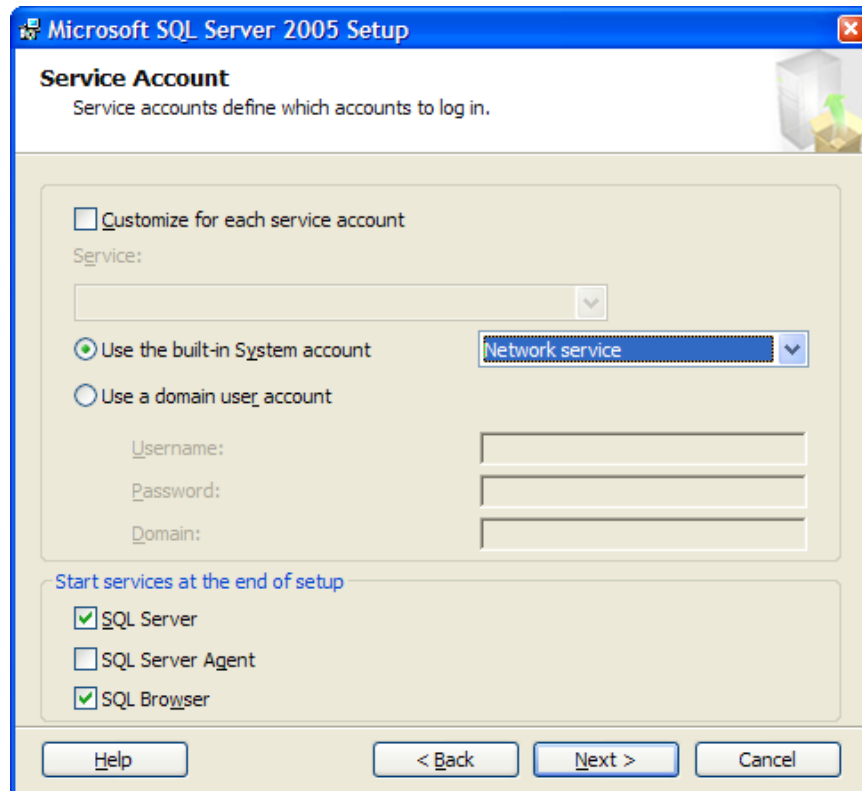 Microsoft SQL Server 2005 Setup
Service Account
Service accounts define which accounts to log in.
Customize for each service account
Service:
Use the built-in System account
Network service
Use a domain user account
Username:
Password:
Domain:
Start services at the end of setup
SQL Server
SQL Server Agent
SQL Browser
Help
< Back
Next >
Cancel